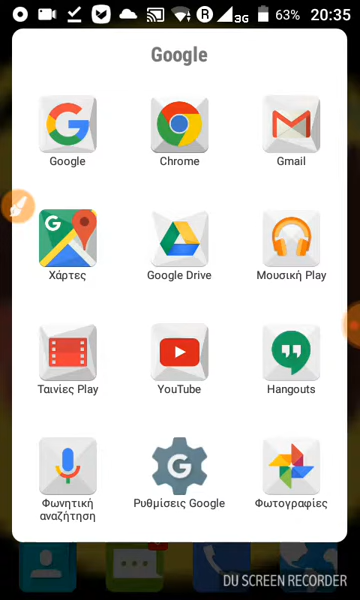 R 3G 63% 20:35
Google
Google Chrome Gmail
G
Χάρτες Google Drive Μουσική Play
Ταινίες Play YouTube Hangouts
G
Φωνητική
αναζήτηση
Ρυθμίσεις Google Φωτογραφίες
DU SCREEN RECORDER